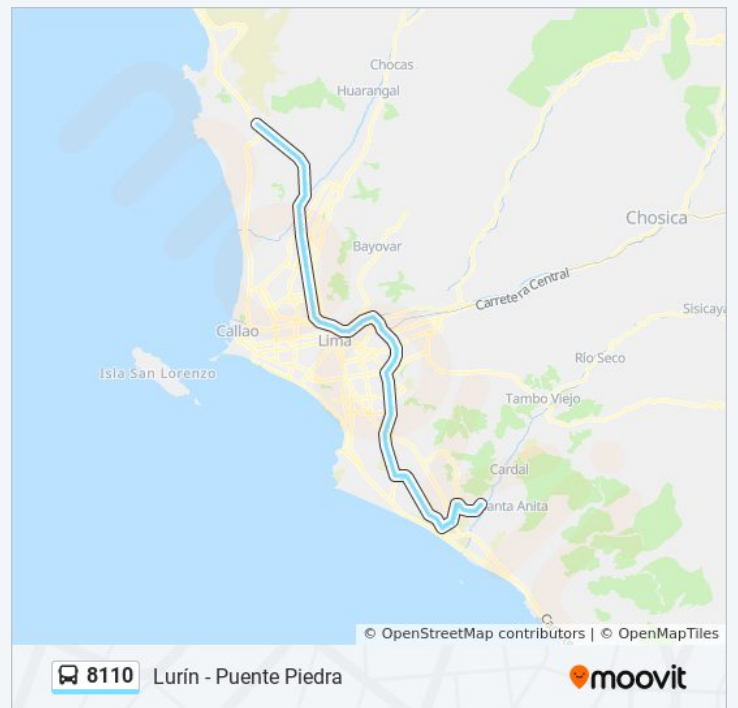 Chocas
Huarangal
Chosica
Bayovar
Carretera Central
Sisicaya
Callao
Lima
Río Seco
Isla San Lorenzo
Tambo Viejo
Cardal
anta Anita
C
© OpenStreetMap contributors | © OpenMapTiles
8110 Lurín - Puente Piedra moovit